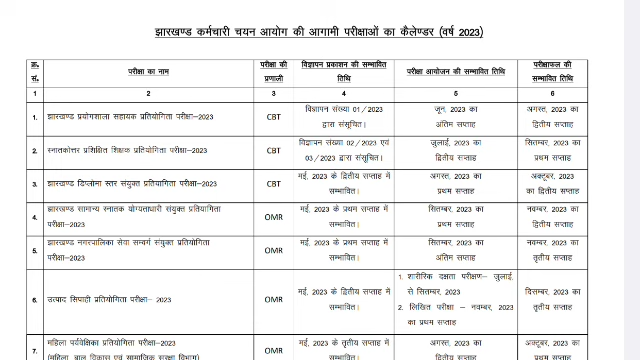 झारखण्ड कर्मचारी चयन आयोग की आगामी परीक्षाओं का कैलेण्डर (वर्ष 2023)
क्र. सं. परीक्षा का नाम परीक्षा की प्रणाली विज्ञापन प्रकाशन की सम्भावित तिथि परीक्षा आयोजन की सम्भावित तिथि परीक्षाफल की सम्भावित तिथि
1 2 3 4 5 6
1. झारखण्ड प्रयोगशाला सहायक प्रतियोगिता परीक्षा–2023 CBT विज्ञापन संख्या 01/2023 द्वारा संसूचित। जून, 2023 का अंतिम सप्ताह अगस्त, 2023 का द्वितीय सप्ताह
2. स्नातकोत्तर प्रशिक्षित शिक्षक प्रतियोगिता परीक्षा–2023 CBT विज्ञापन संख्या 02/2023 एवं 03/2023 द्वारा संसूचित। जुलाई, 2023 का द्वितीय सप्ताह सितम्बर, 2023 का प्रथम सप्ताह
3. झारखण्ड डिप्लोमा स्तर संयुक्त प्रतियागिता परीक्षा–2023 CBT मई, 2023 के द्वितीय सप्ताह में सम्भावित। अगस्त, 2023 का प्रथम सप्ताह अक्टूबर, 2023 का द्वितीय सप्ताह
4. झारखण्ड सामान्य स्नातक योग्यताधारी संयुक्त प्रतियागिता परीक्षा–2023 OMR मई, 2023 के प्रथम सप्ताह में सम्भावित। सितम्बर, 2023 का प्रथम सप्ताह नवम्बर, 2023 का द्वितीय सप्ताह
5. झारखण्ड नगरपालिका सेवा सम्वर्ग संयुक्त प्रतियोगिता परीक्षा–2023 OMR मई, 2023 के प्रथम सप्ताह में सम्भावित। सितम्बर, 2023 का अंतिम सप्ताह नवम्बर, 2023 का तृतीय सप्ताह
6. उत्पाद सिपाही प्रतियोगिता परीक्षा– 2023 OMR मई, 2023 के द्वितीय सप्ताह में सम्भावित। 1. शारीरिक दक्षता परीक्षण– जुलाई, से सितम्बर, 2023 2. लिखित परीक्षा – नवम्बर, 2023 का प्रथम सप्ताह दिसम्बर, 2023 का तृतीय सप्ताह
7. महिला पर्यवेक्षिका प्रतियोगिता परीक्षा–2023 (महिला, बाल विकास एवं सामाजिक सुरक्षा विभाग) OMR मई, 2023 के तृतीय सप्ताह में सम्भावित। अगस्त, 2023 का द्वितीय सप्ताह अक्टूबर, 2023 का प्रथम सप्ताह